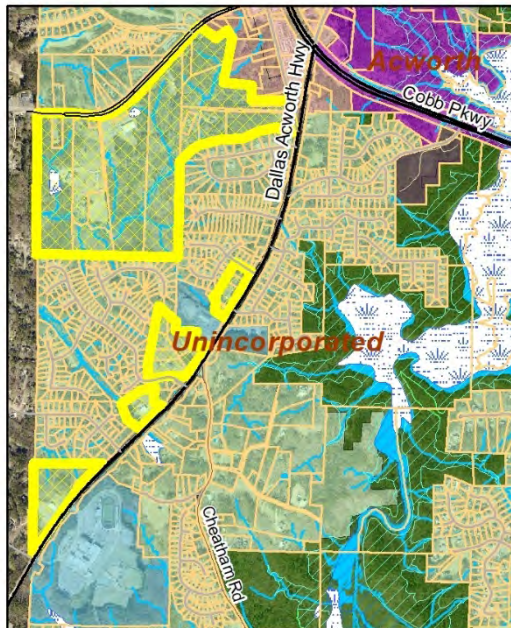 Acworth
Cobb Pkwy
Dallas Acworth Hwy
Unincorporated
Cheatham Rd